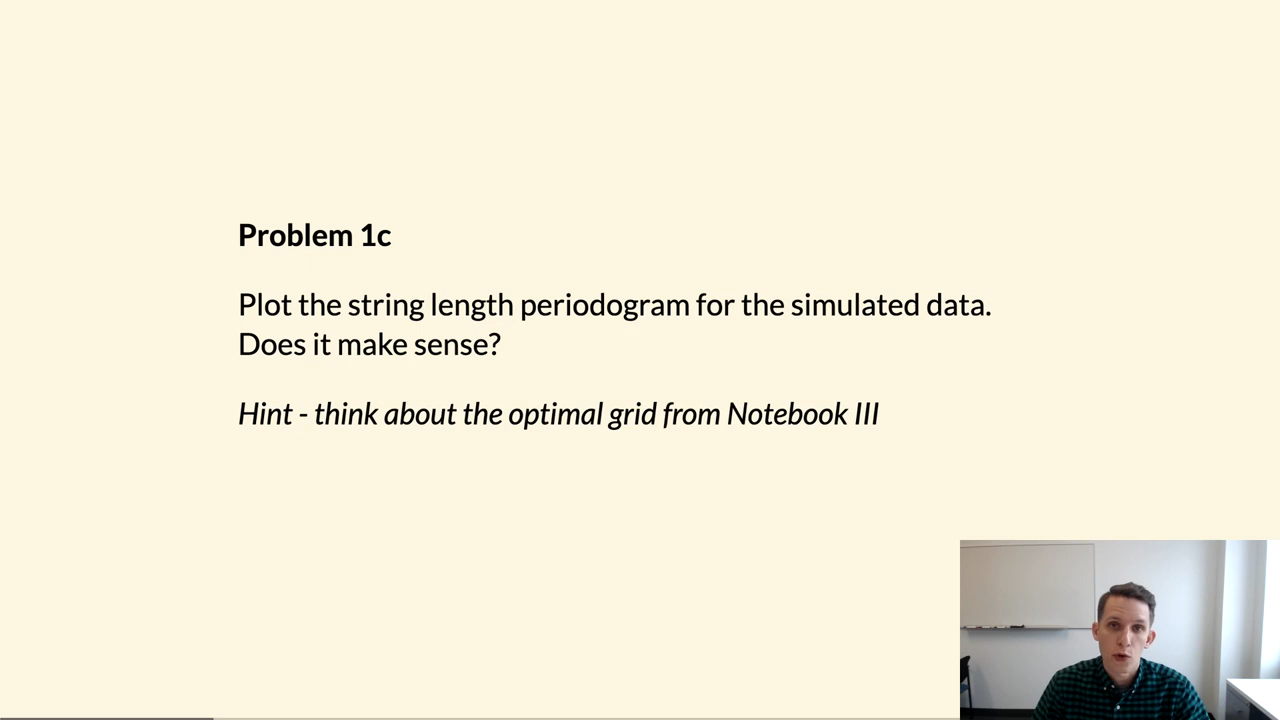 Problem 1c
Plot the string length periodogram for the simulated data.
Does it make sense?
Hint - think about the optimal grid from Notebook III